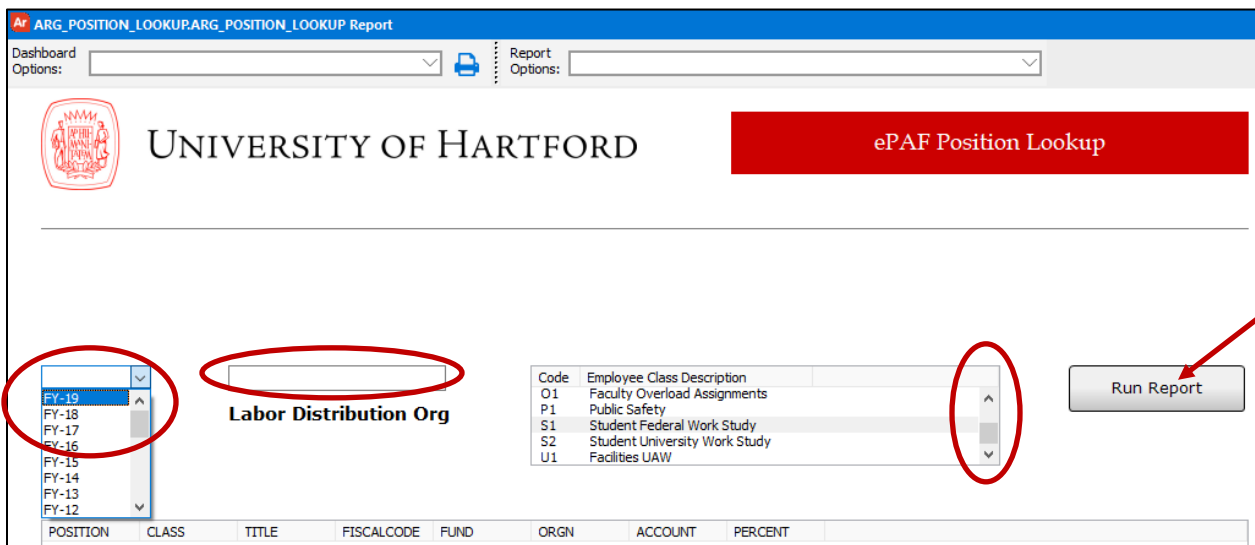 Ar ARG_POSITION_LOOKUP.ARG_POSITION_LOOKUP Report
Dashboard Options:
Report Options:
UNIVERSITY OF HARTFORD
ePAF Position Lookup
FY-19
FY-18
FY-17
FY-16
FY-15
FY-14
FY-13
FY-12
Labor Distribution Org
Code Employee Class Description
O1 Faculty Overload Assignments
P1 Public Safety
S1 Student Federal Work Study
S2 Student University Work Study
U1 Facilities UAW
Run Report
POSITION CLASS TITLE FISCALCODE FUND ORGN ACCOUNT PERCENT